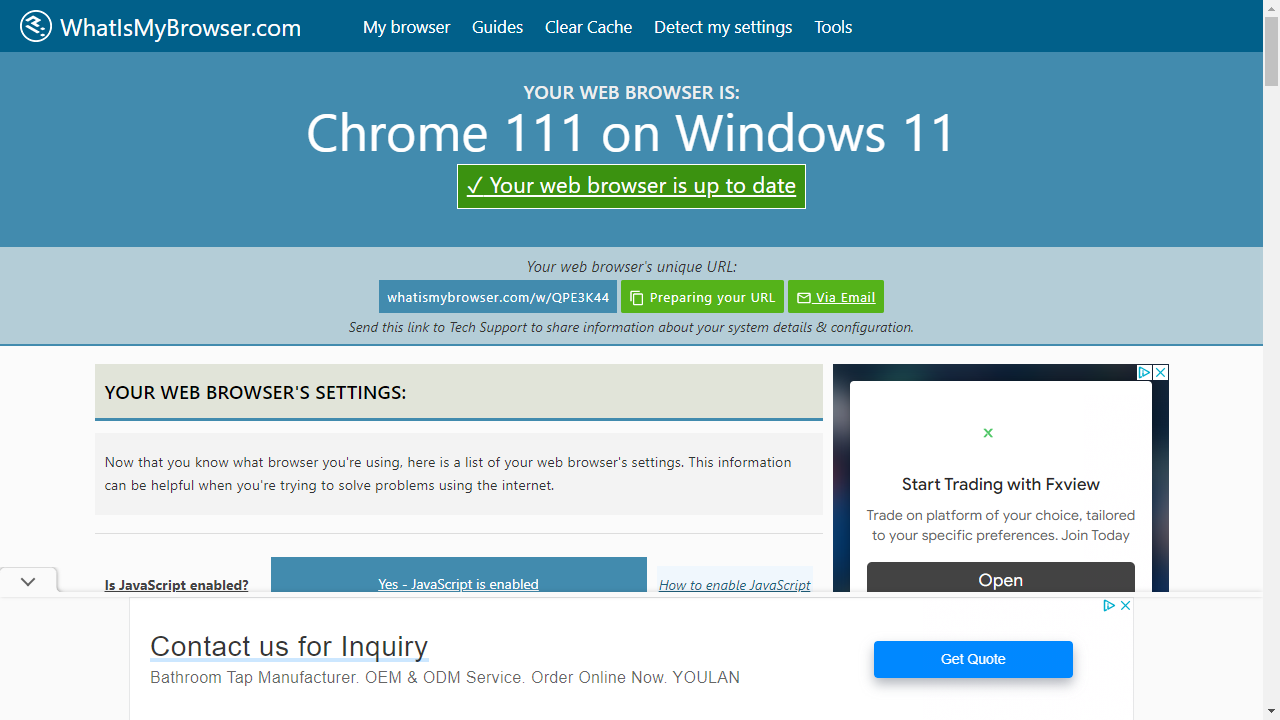 WhatIsMyBrowser.com
My browser Guides Clear Cache Detect my settings Tools
YOUR WEB BROWSER IS:
Chrome 111 on Windows 11
✓ Your web browser is up to date
Your web browser's unique URL:
whatismybrowser.com/w/QPE3K44 Preparing your URL Via Email
Send this link to Tech Support to share information about your system details & configuration.
YOUR WEB BROWSER'S SETTINGS:
Now that you know what browser you're using, here is a list of your web browser's settings. This information
can be helpful when you're trying to solve problems using the internet.
Is JavaScript enabled? Yes - JavaScript is enabled How to enable JavaScript
x
Start Trading with Fxview
Trade on platform of your choice, tailored
to your specific preferences. Join Today
Open
Contact us for Inquiry
Bathroom Tap Manufacturer. OEM & ODM Service. Order Online Now. YOULAN
Get Quote